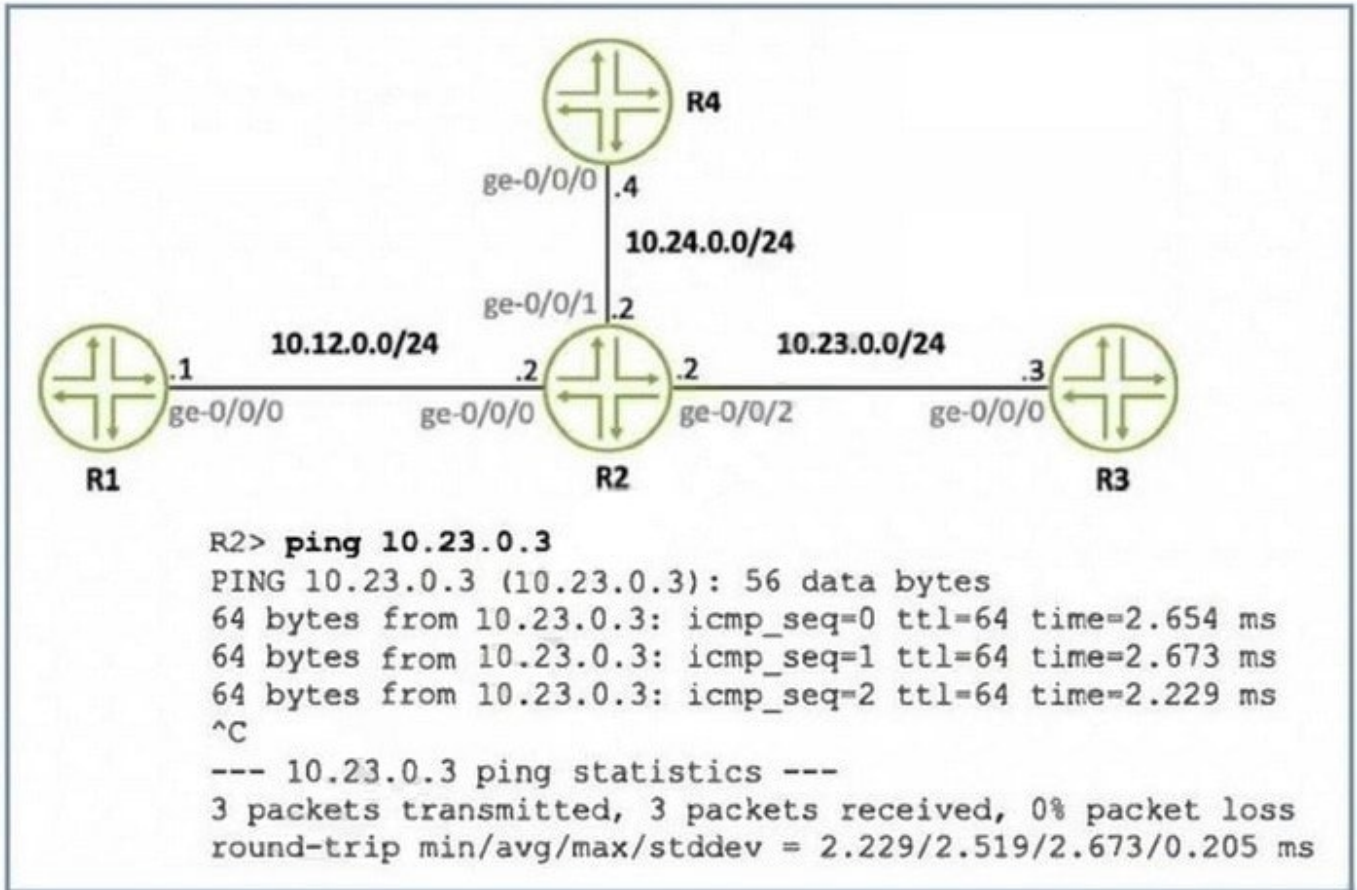 R4
ge-0/0/0 .4
10.24.0.0/24
ge-0/0/1 .2
10.12.0.0/24 10.23.0.0/24
.1 .2 .2 .3
ge-0/0/0 ge-0/0/0 ge-0/0/2 ge-0/0/0
R1 R2 R3
R2> ping 10.23.0.3
PING 10.23.0.3 (10.23.0.3): 56 data bytes
64 bytes from 10.23.0.3: icmp_seq=0 ttl=64 time=2.654 ms
64 bytes from 10.23.0.3: icmp_seq=1 ttl=64 time=2.673 ms
64 bytes from 10.23.0.3: icmp_seq=2 ttl=64 time=2.229 ms
^C
--- 10.23.0.3 ping statistics ---
3 packets transmitted, 3 packets received, 0% packet loss
round-trip min/avg/max/stddev = 2.229/2.519/2.673/0.205 ms